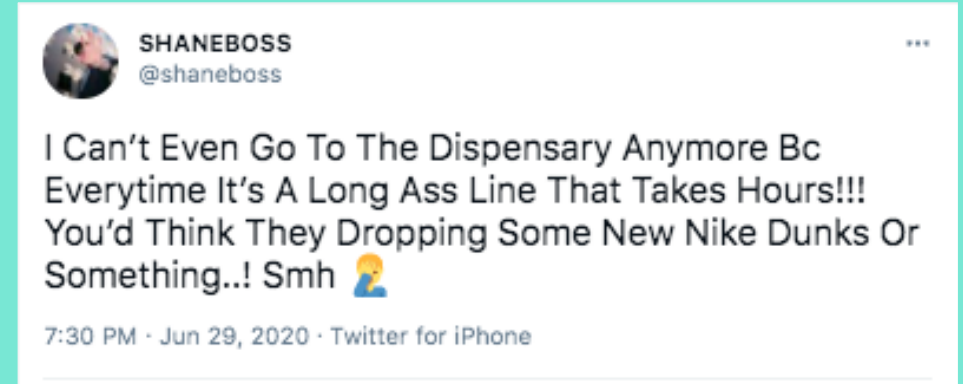 SHANEBOSS
@shaneboss
I Can’t Even Go To The Dispensary Anymore Bc
Everytime It’s A Long Ass Line That Takes Hours!!!
You’d Think They Dropping Some New Nike Dunks Or
Something..! Smh 🤦‍♂️
7:30 PM · Jun 29, 2020 · Twitter for iPhone